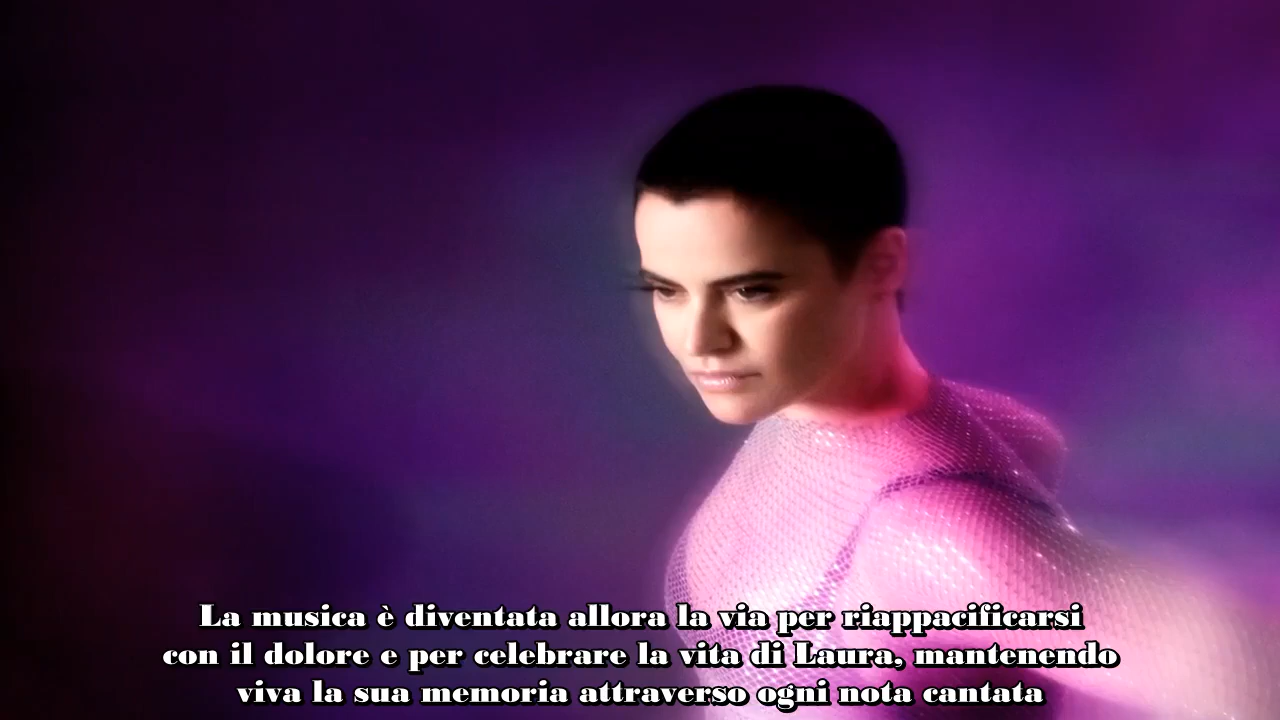 La musica è diventata allora la via per riappacificarsi
con il dolore e per celebrare la vita di Laura, mantenendo
viva la sua memoria attraverso ogni nota cantata